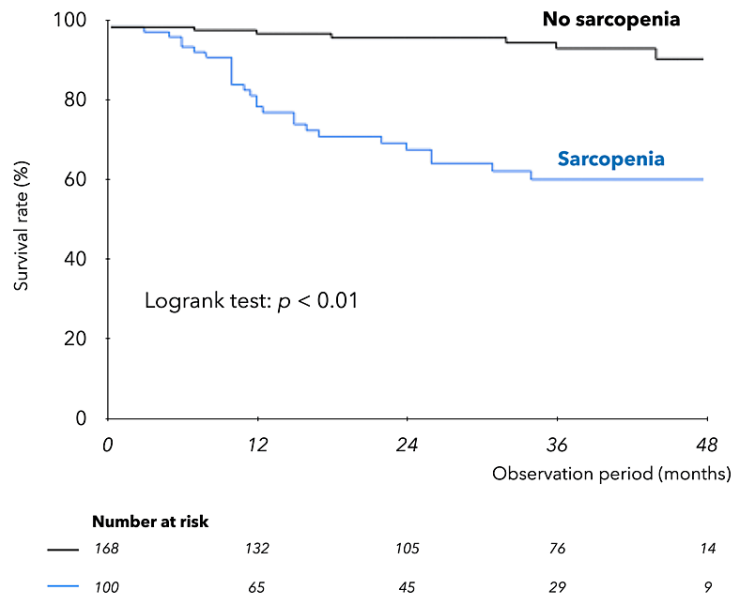 100
80
60
40
20
0
Survival rate (%)
No sarcopenia
Sarcopenia
Logrank test: p < 0.01
0 12 24 36 48
Observation period (months)
Number at risk
168 132 105 76 14
100 65 45 29 9